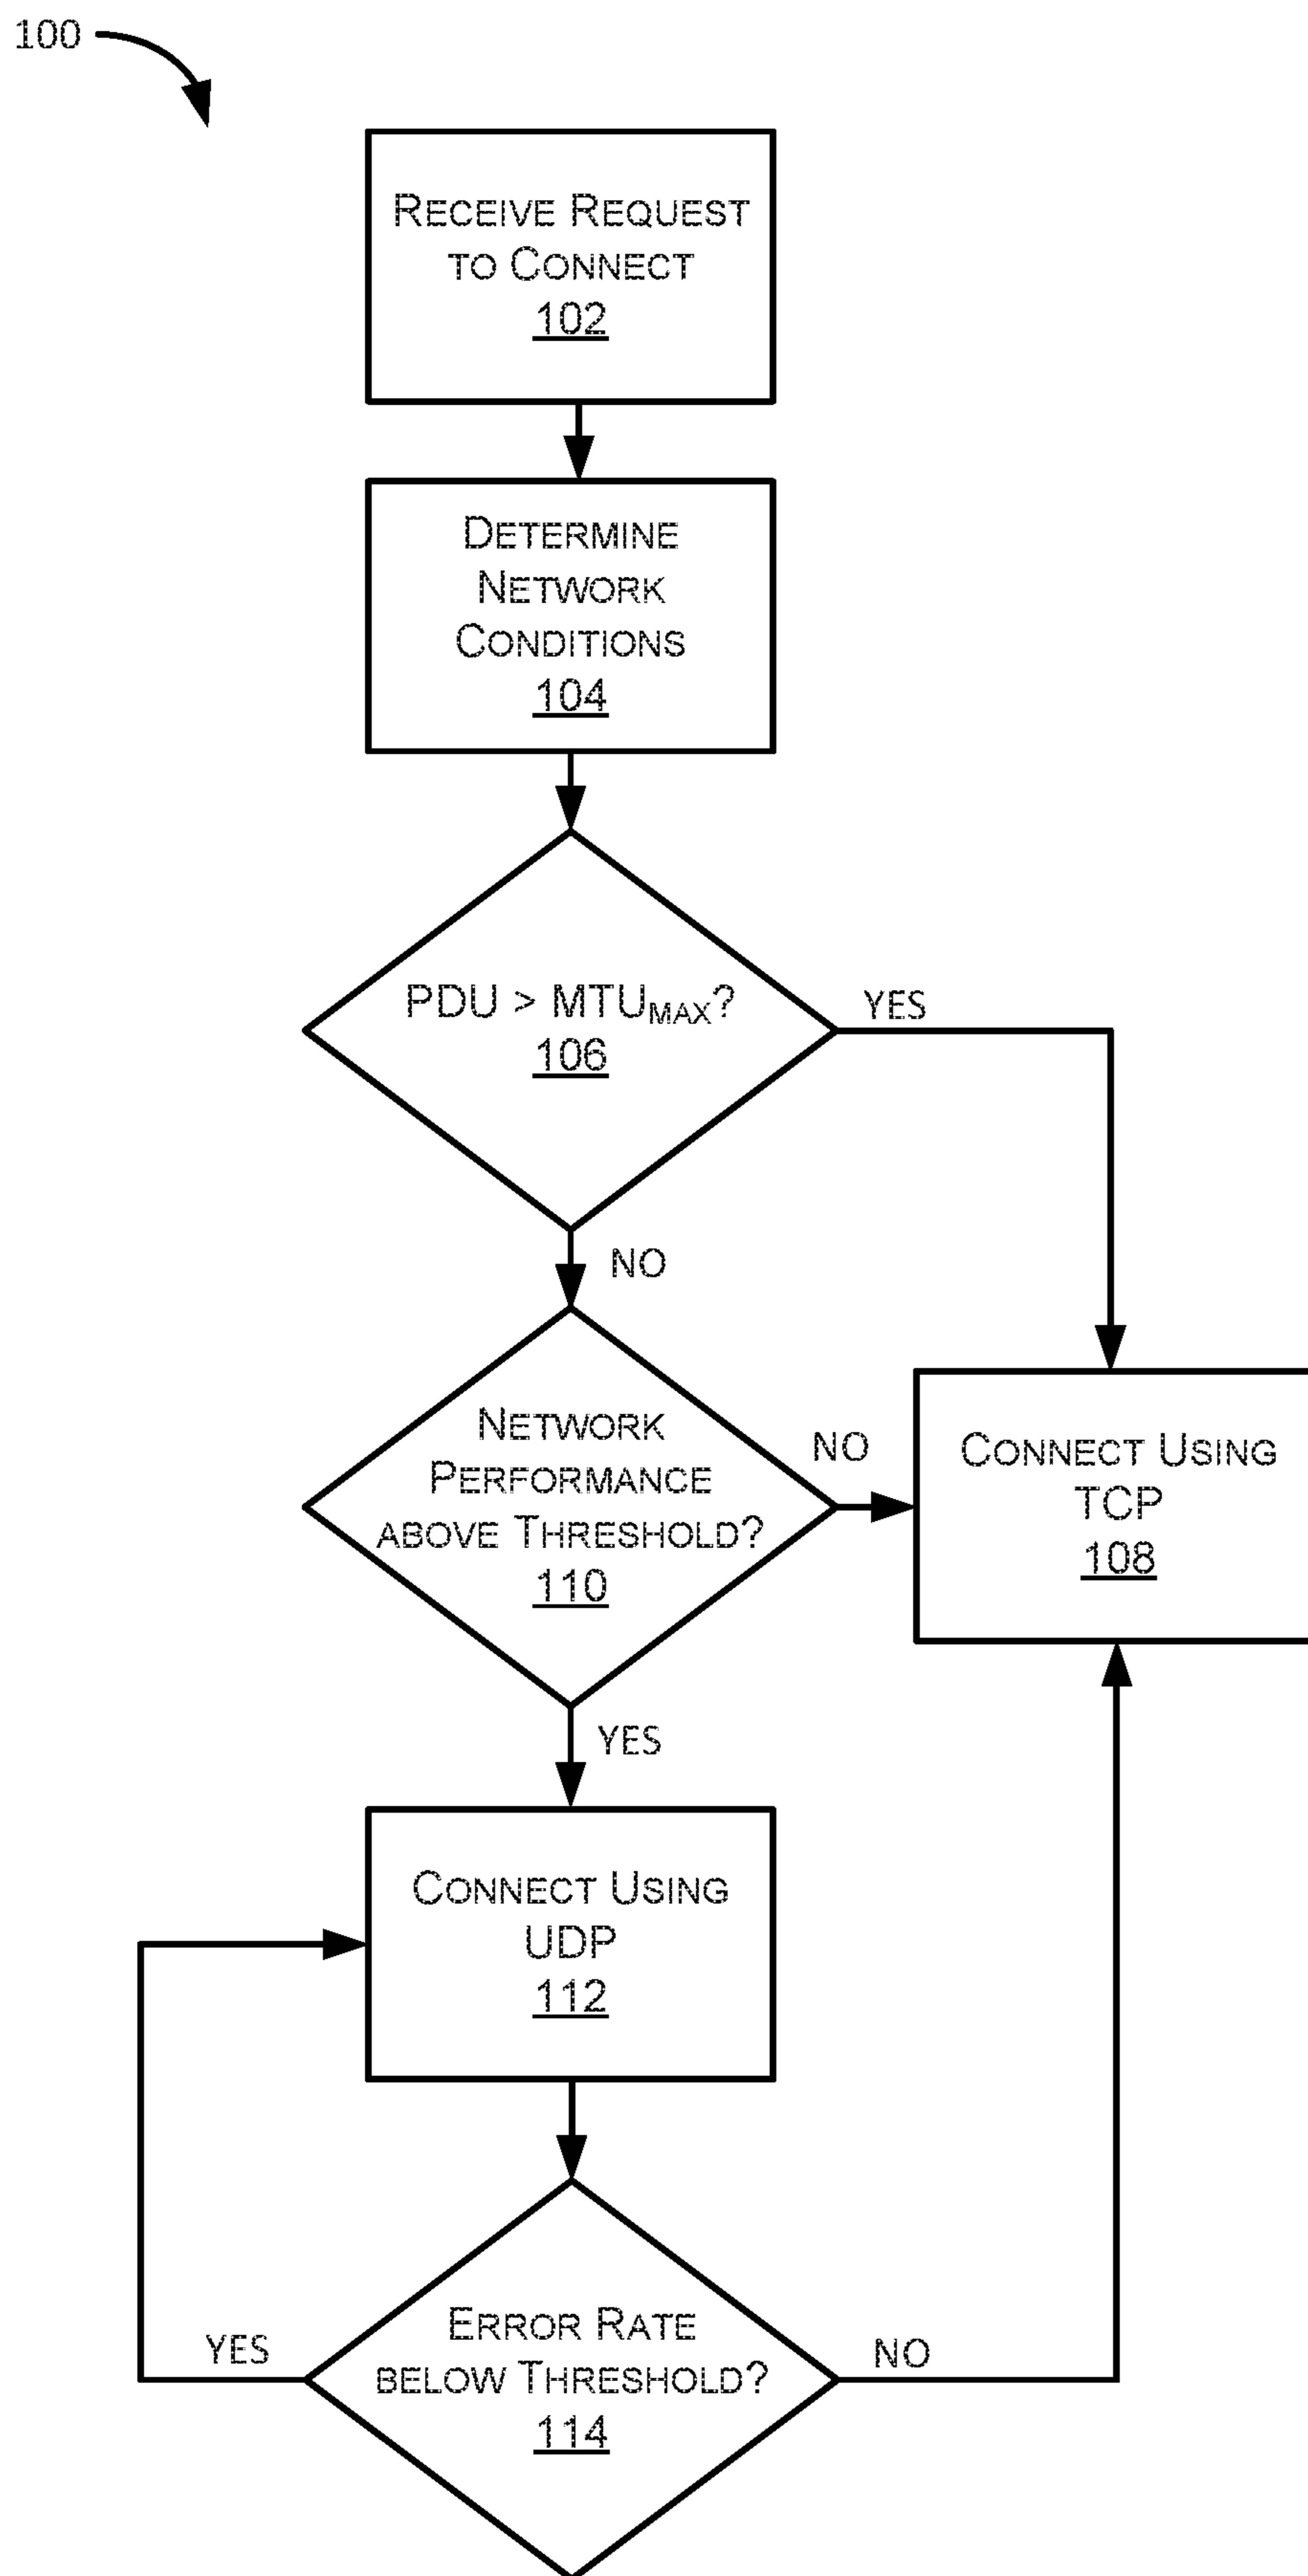 100
RECEIVE REQUEST
TO CONNECT
102
DETERMINE
NETWORK
CONDITIONS
104
PDU > MTUMAX?
106
YES
NO
NETWORK
PERFORMANCE
ABOVE THRESHOLD?
110
NO
CONNECT USING
TCP
108
YES
CONNECT USING
UDP
112
ERROR RATE
BELOW THRESHOLD?
114
YES
NO